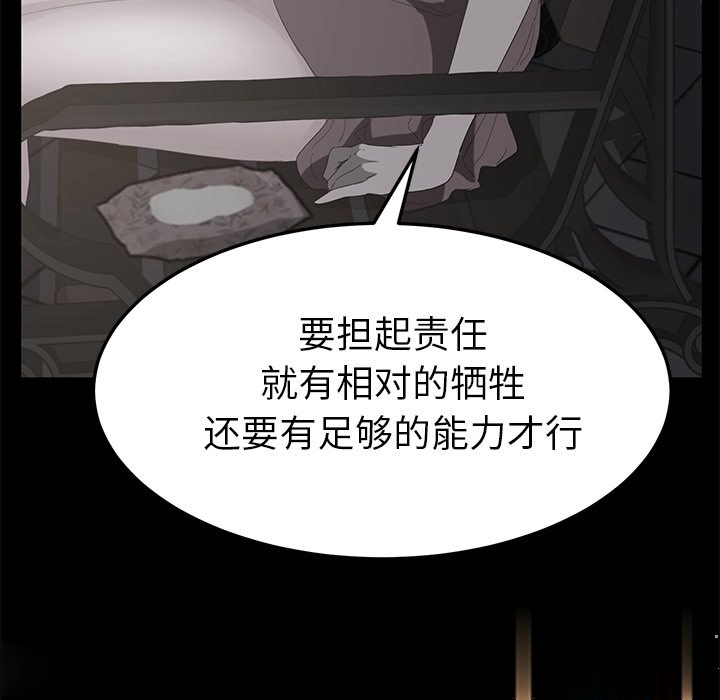 要担起责任
就有相对的牺牲
还要有足够的能力才行